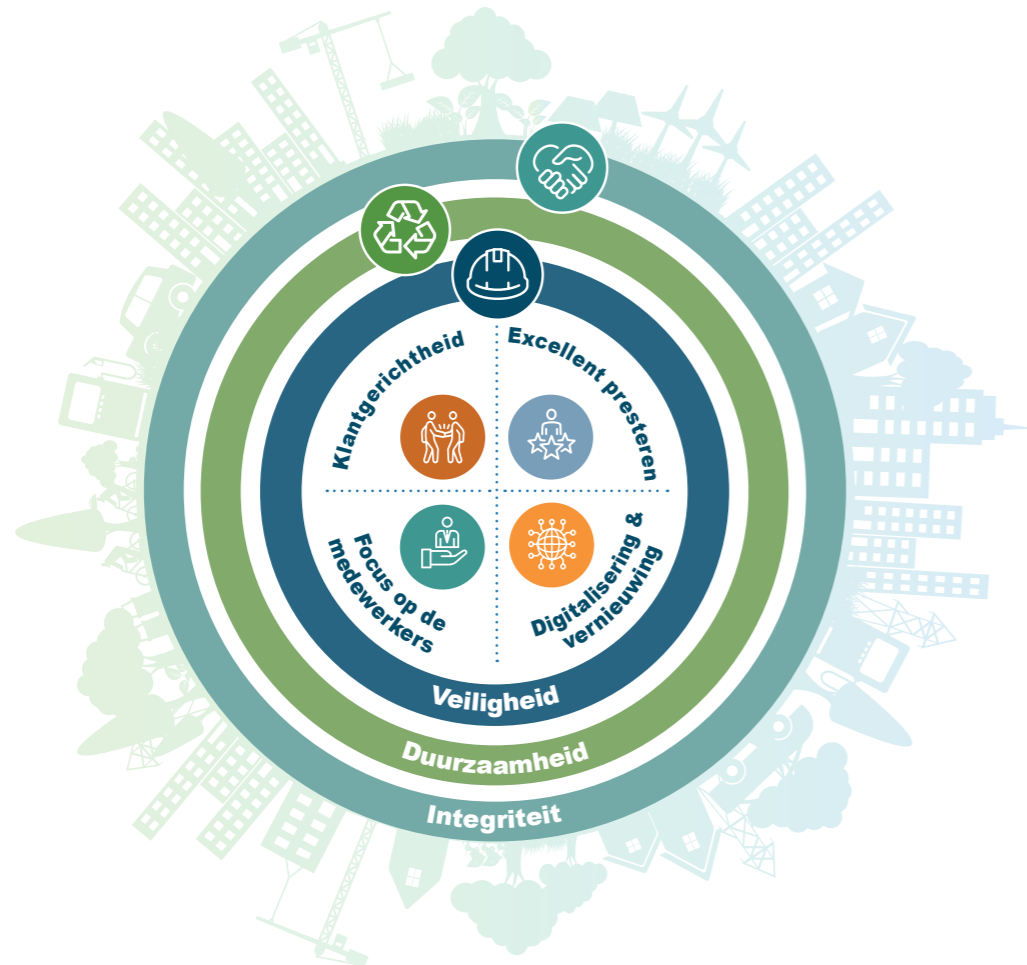 Klantgerichtheid
Excellent presteren
Focus op de
medewerkers
Digitalisering &
vernieuwing
Veiligheid
Duurzaamheid
Integriteit